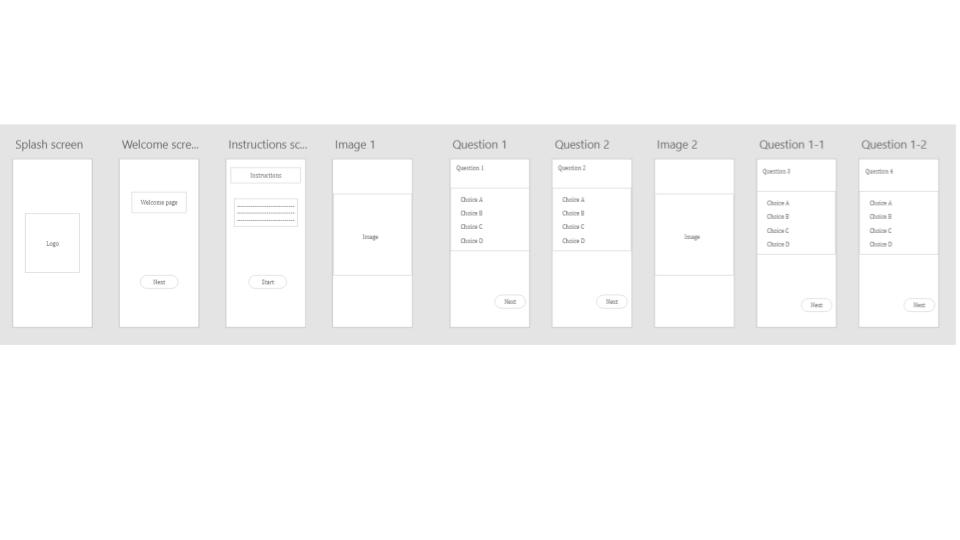 Splash screen
Welcome scre...
Instructions sc...
Image 1
Question 1
Question 2
Image 2
Question 1-1
Question 1-2
Logo
Welcome page
Next
Instructions
Start
Image
Question 1
Choice A
Choice B
Choice C
Choice D
Next
Question 2
Choice A
Choice B
Choice C
Choice D
Next
Image
Question 3
Choice A
Choice B
Choice C
Choice D
Next
Question 4
Choice A
Choice B
Choice C
Choice D
Next